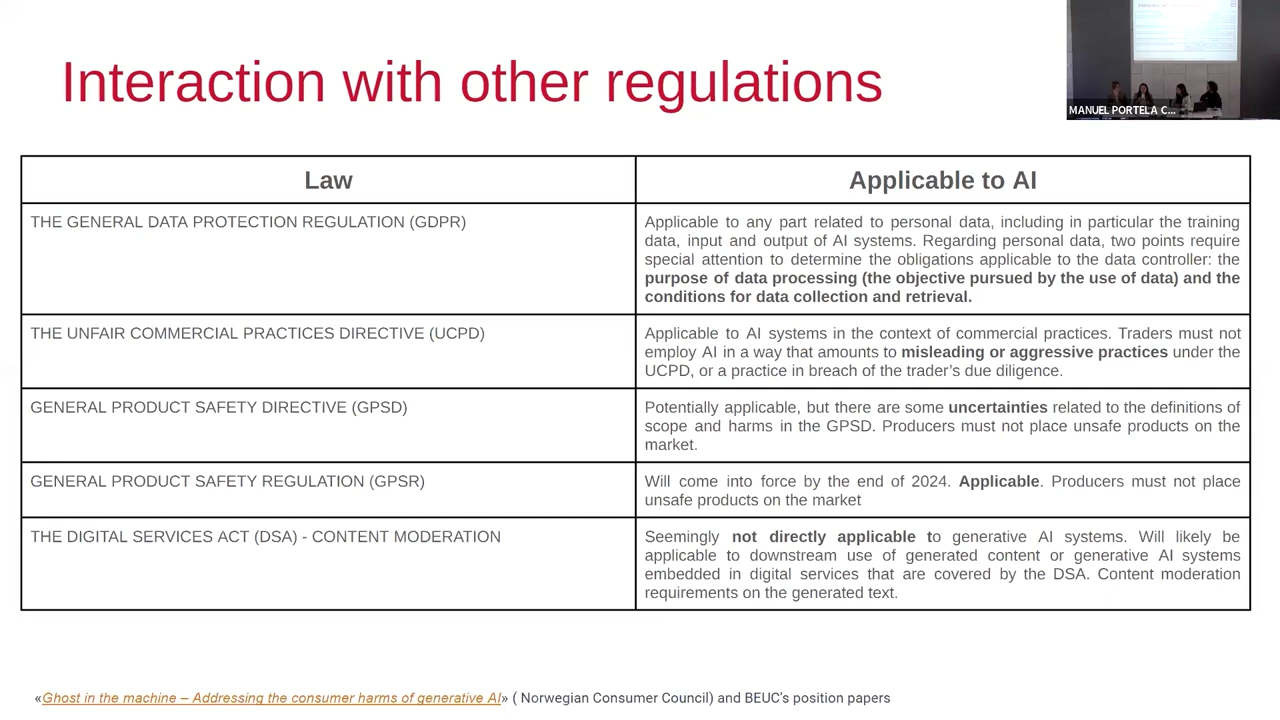 Interaction with other regulations
MANUEL PORTELA C...
Law
Applicable to AI
THE GENERAL DATA PROTECTION REGULATION (GDPR)
Applicable to any part related to personal data, including in particular the training
data, input and output of AI systems. Regarding personal data, two points require
special attention to determine the obligations applicable to the data controller: the
purpose of data processing (the objective pursued by the use of data) and the
conditions for data collection and retrieval.
THE UNFAIR COMMERCIAL PRACTICES DIRECTIVE (UCPD)
Applicable to AI systems in the context of commercial practices. Traders must not
employ AI in a way that amounts to misleading or aggressive practices under the
UCPD, or a practice in breach of the trader's due diligence.
GENERAL PRODUCT SAFETY DIRECTIVE (GPSD)
Potentially applicable, but there are some uncertainties related to the definitions of
scope and harms in the GPSD. Producers must not place unsafe products on the
market.
GENERAL PRODUCT SAFETY REGULATION (GPSR)
Will come into force by the end of 2024. Applicable. Producers must not place
unsafe products on the market
THE DIGITAL SERVICES ACT (DSA) - CONTENT MODERATION
Seemingly not directly applicable to generative AI systems. Will likely be
applicable to downstream use of generated content or generative AI systems
embedded in digital services that are covered by the DSA. Content moderation
requirements on the generated text.
«Ghost in the machine – Addressing the consumer harms of generative AI» ( Norwegian Consumer Council) and BEUC's position papers